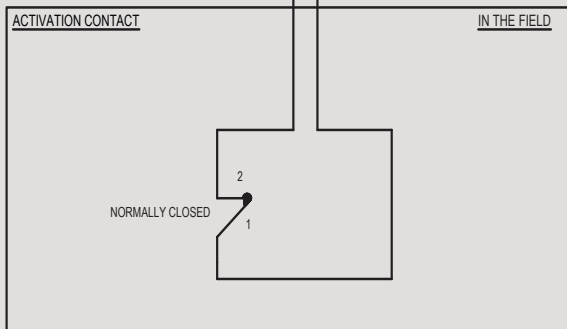 ACTIVATION CONTACT
IN THE FIELD
2
NORMALLY CLOSED
1